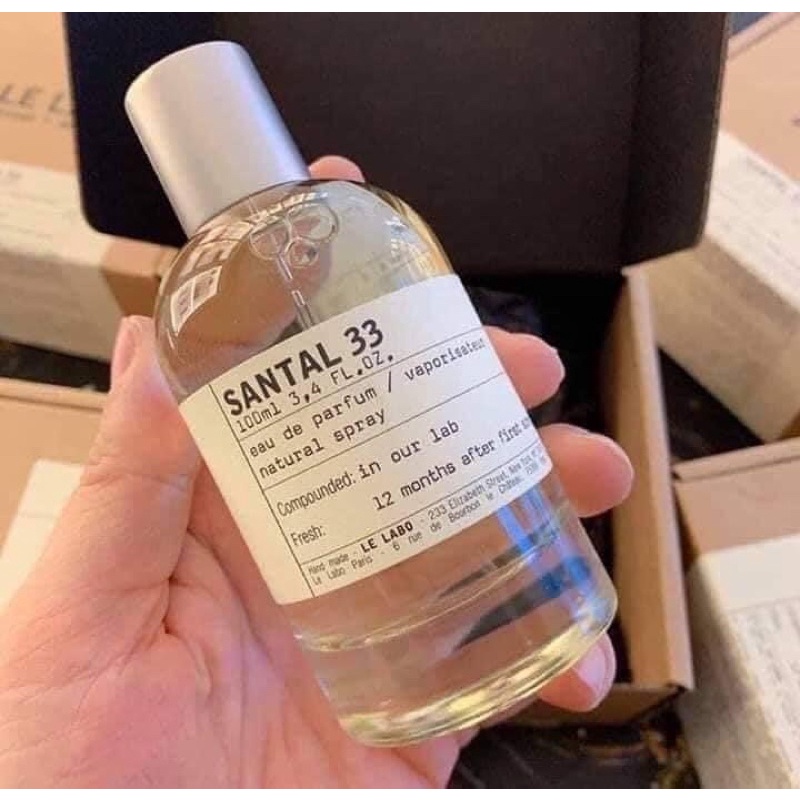 LE L
SANTAL 33
100ml 3,4 FL.OZ.
eau de parfum / vaporisateur
natural spray
Compounded: in our lab
Fresh: 12 months after first
Hand made - LE LABO - 233 Elizabeth Street, New York
Le Labo Paris - 6 rue de Bourbon le Château,